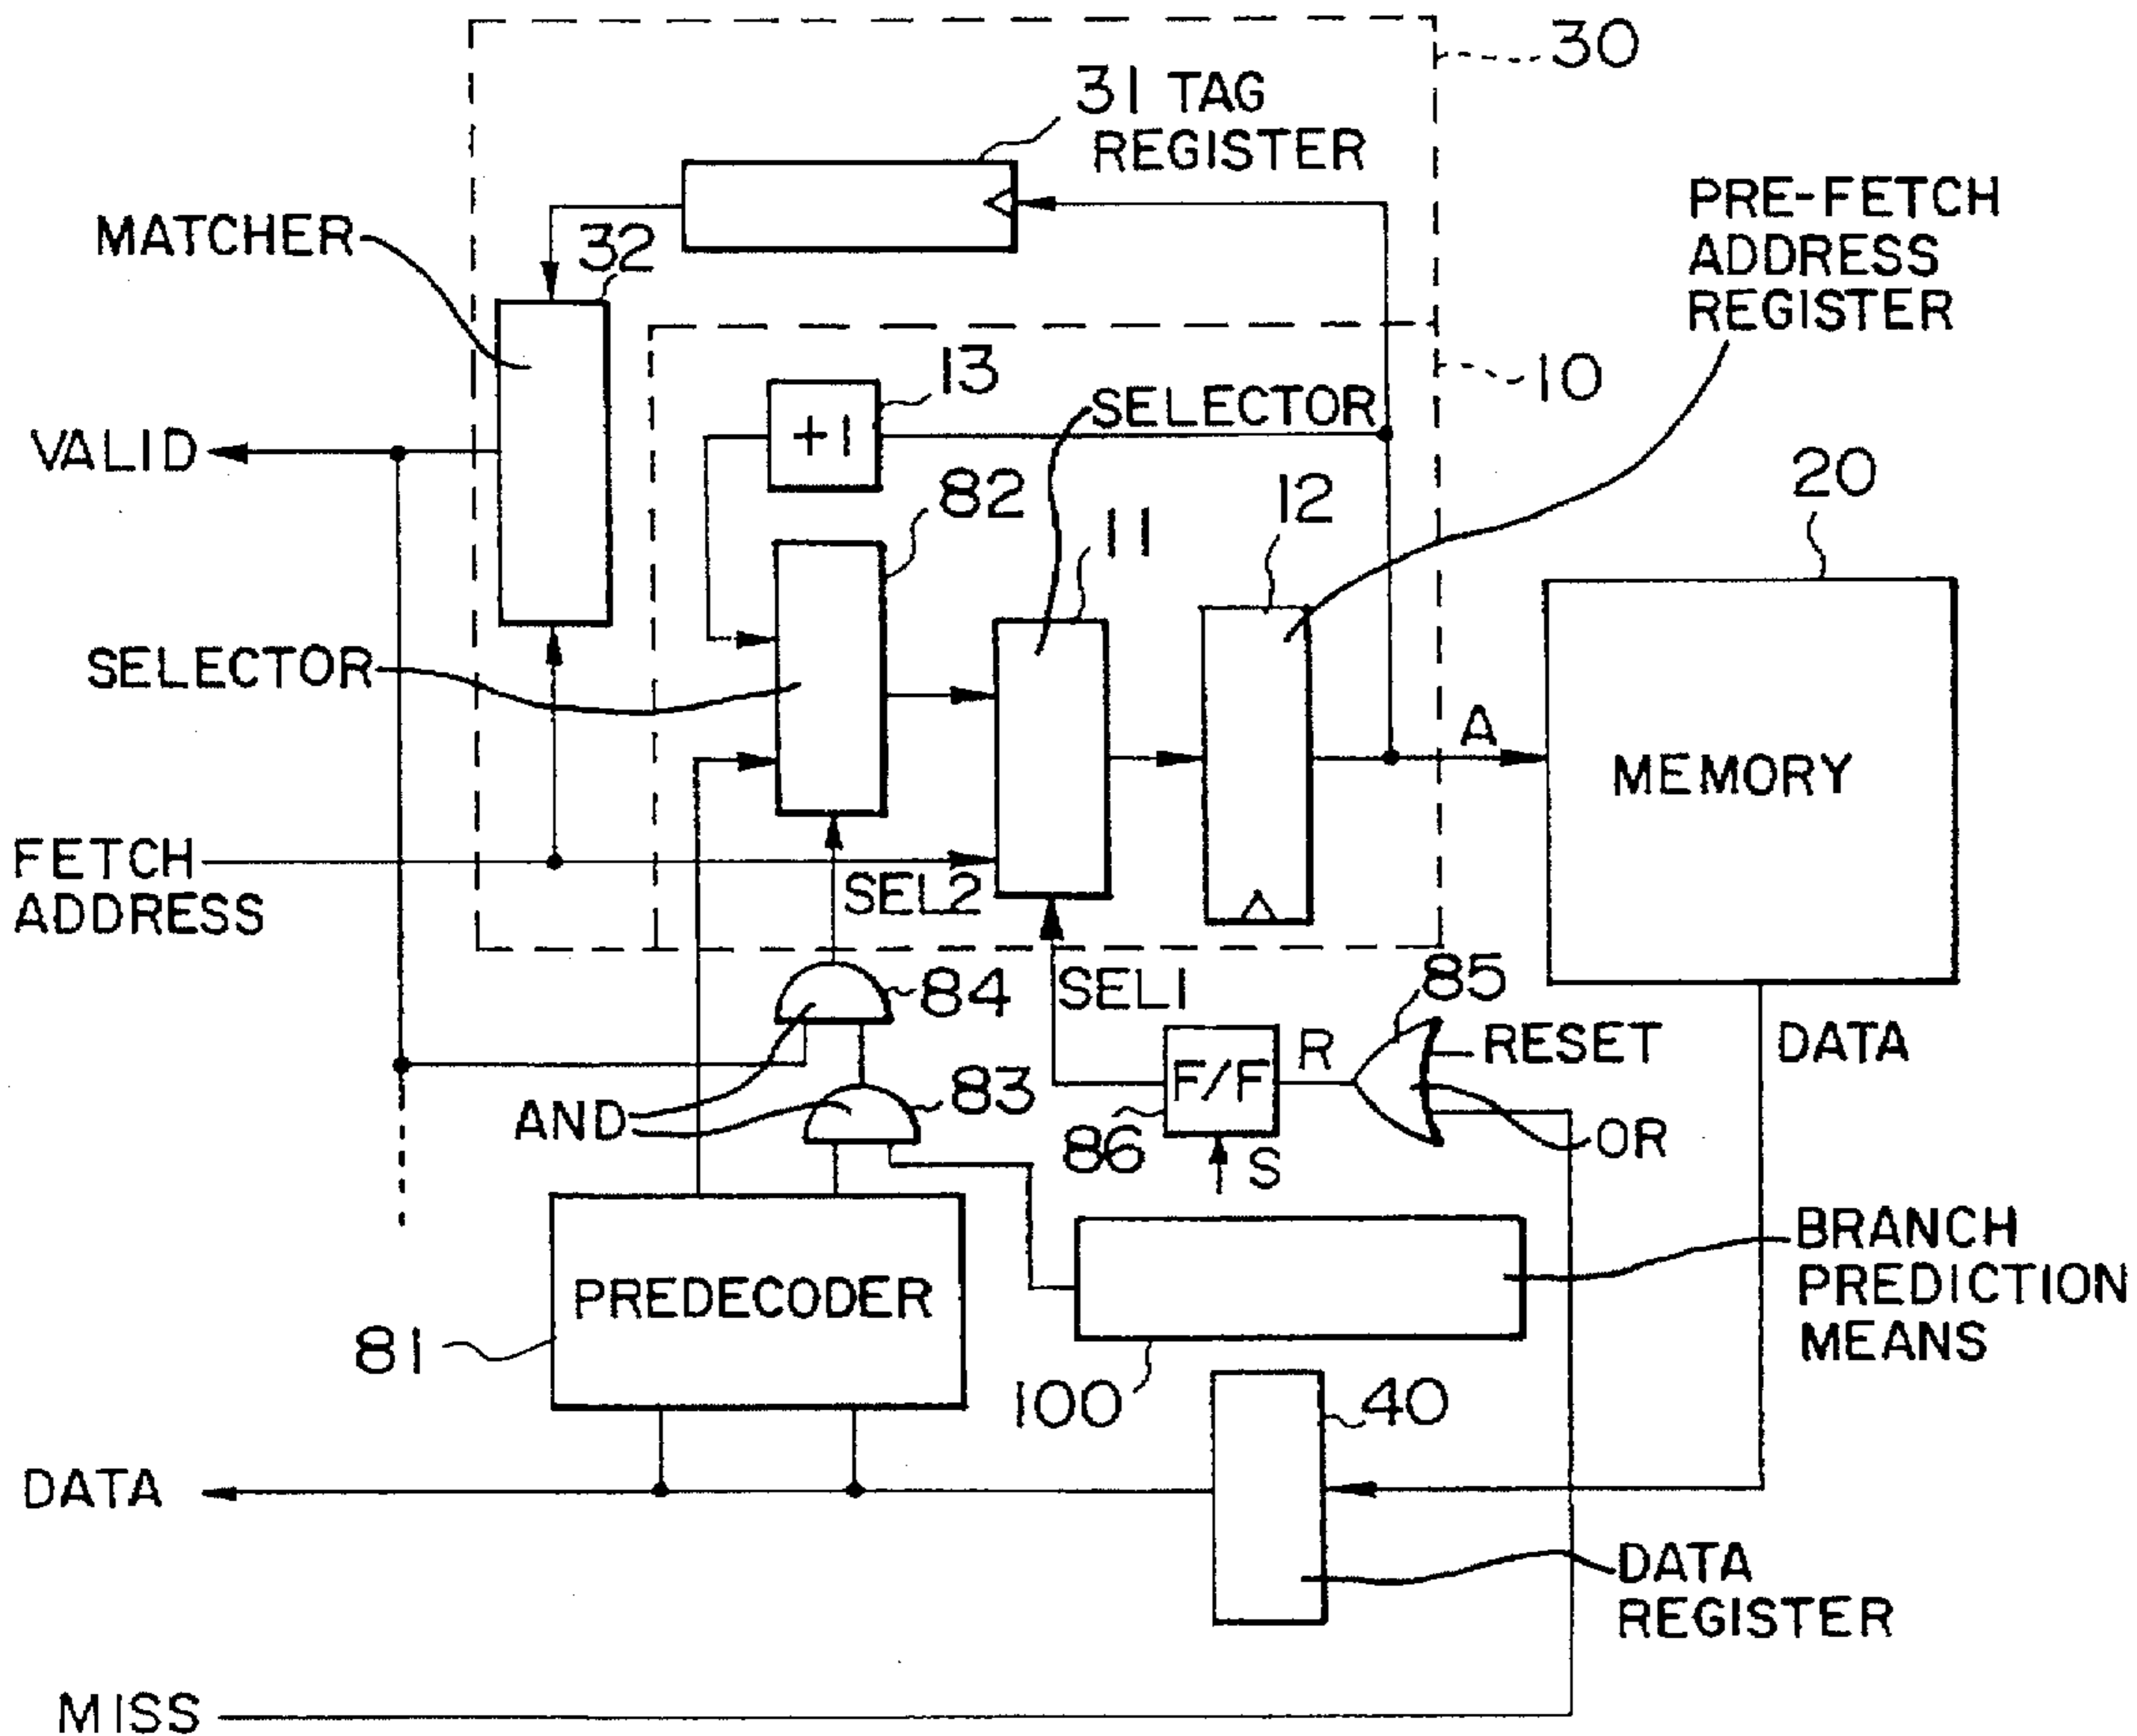 30
31 TAG
REGISTER
PRE-FETCH
ADDRESS
REGISTER
MATCHER
32
13
10
SELECTOR
+1
VALID
82
12
20
11
SELECTOR
A
MEMORY
FETCH
ADDRESS
SEL2
84
SEL1
85
RESET
DATA
F/F
R
83
AND
86
S
OR
BRANCH
PREDICTION
MEANS
PREDECODER
81
100
40
DATA
DATA
REGISTER
MISS